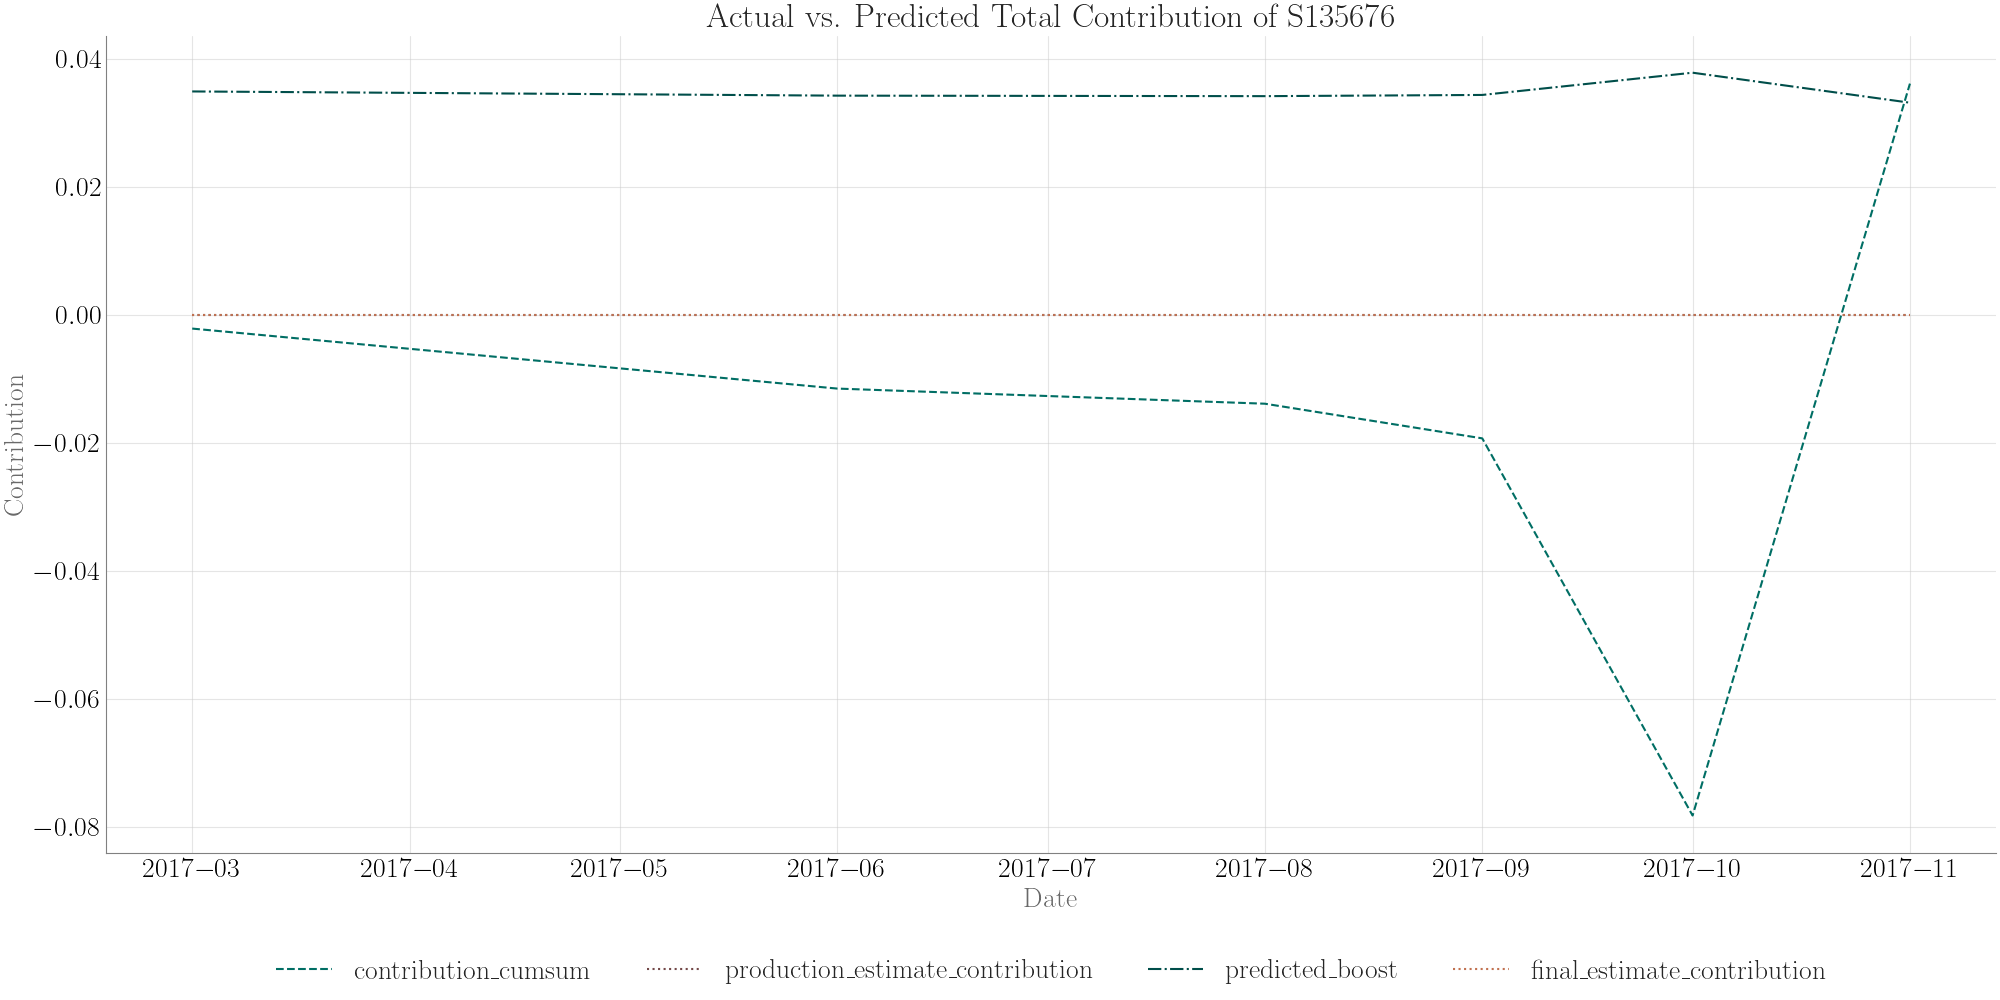 Actual vs. Predicted Total Contribution of S135676
0.04
0.02
0.00
−0.02
−0.04
−0.06
−0.08
Contribution
2017−03 2017−04 2017−05 2017−06 2017−07 2017−08 2017−09 2017−10 2017−11
Date
contribution_cumsum production_estimate_contribution predicted_boost final_estimate_contribution